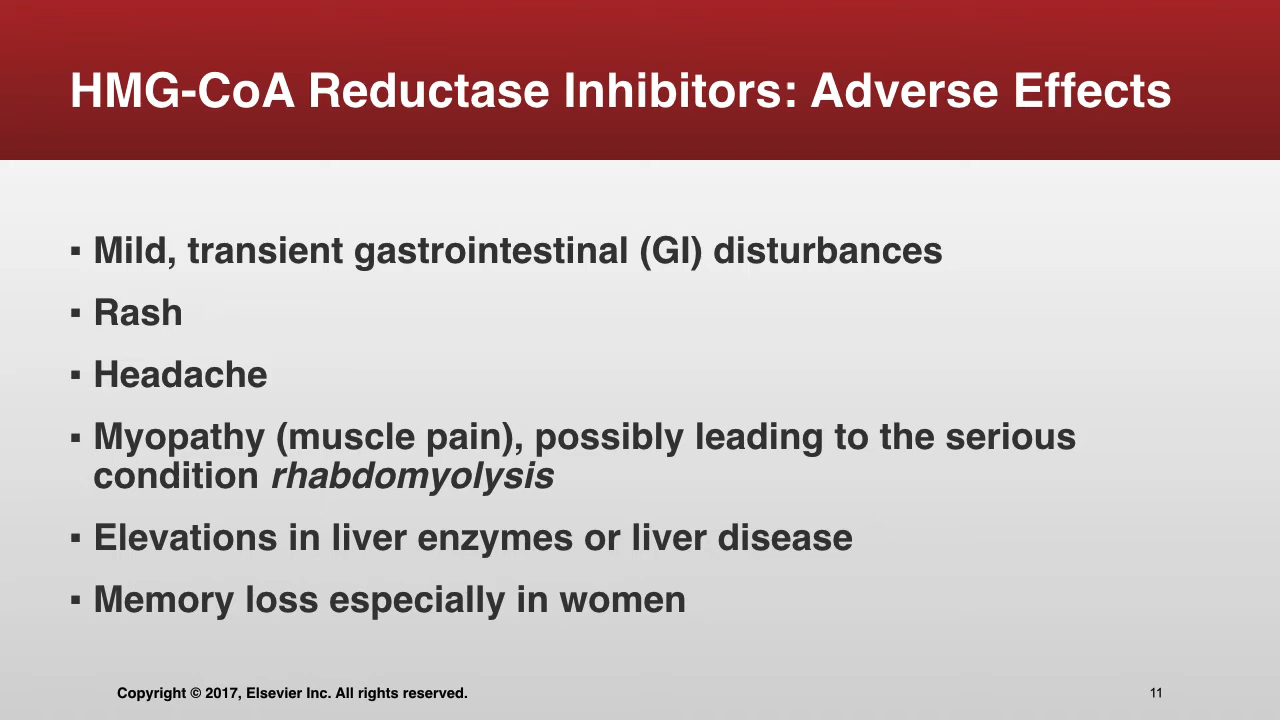 HMG-CoA Reductase Inhibitors: Adverse Effects
▪ Mild, transient gastrointestinal (GI) disturbances
▪ Rash
▪ Headache
▪ Myopathy (muscle pain), possibly leading to the serious
condition rhabdomyolysis
▪ Elevations in liver enzymes or liver disease
▪ Memory loss especially in women
Copyright © 2017, Elsevier Inc. All rights reserved.
11